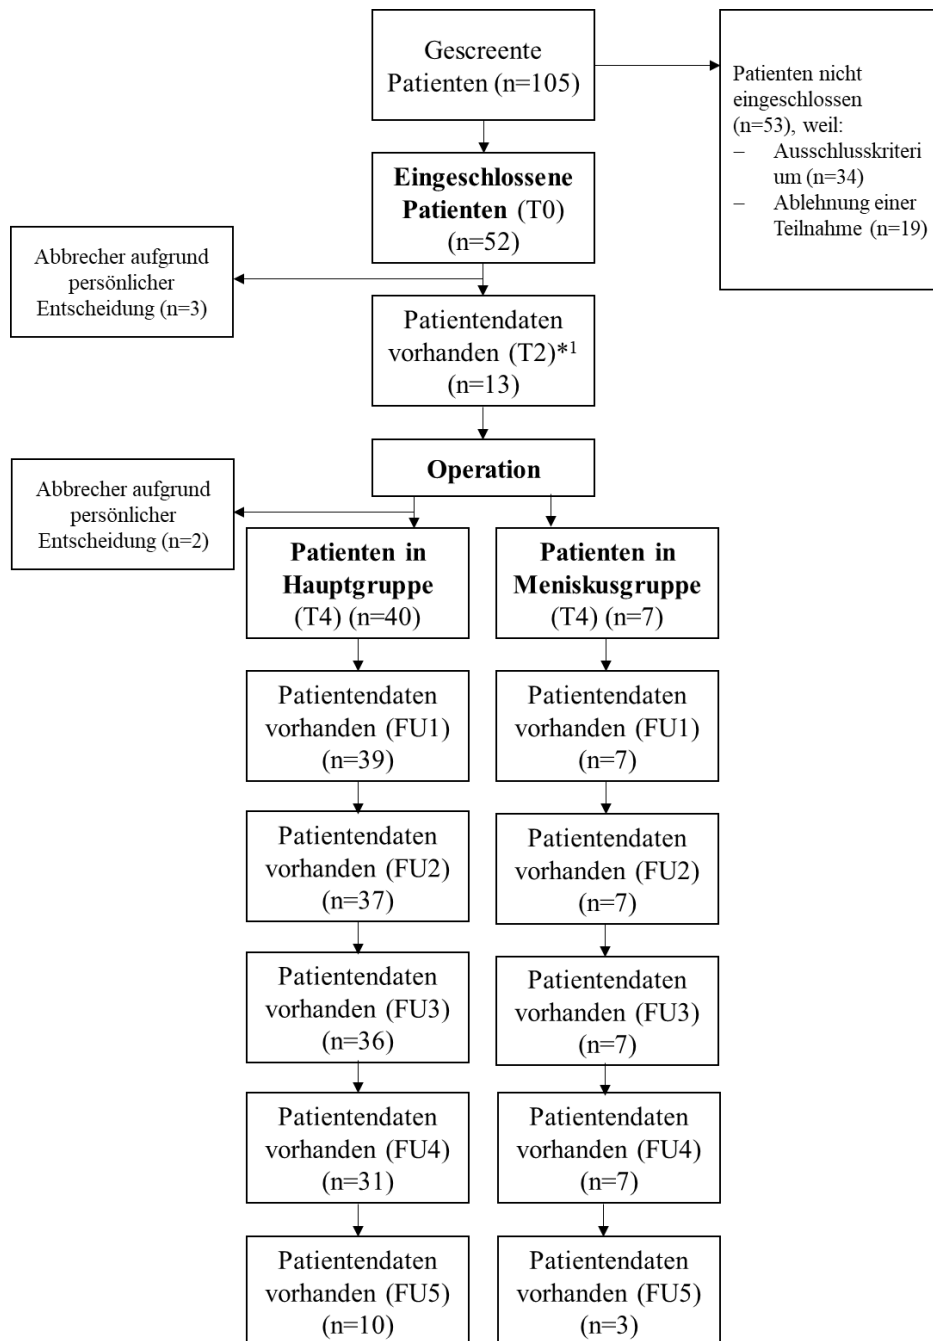 Gescreente
Patienten (n=105)
Patienten nicht
eingeschlossen
(n=53), weil:
– Ausschlusskriteri
um (n=34)
– Ablehnung einer
Teilnahme (n=19)
Eingeschlossene
Patienten (T0)
(n=52)
Abbrecher aufgrund
persönlicher
Entscheidung (n=3)
Patientendaten
vorhanden (T2)*1
(n=13)
Operation
Abbrecher aufgrund
persönlicher
Entscheidung (n=2)
Patienten in
Hauptgruppe
(T4) (n=40)
Patienten in
Meniskusgruppe
(T4) (n=7)
Patientendaten
vorhanden (FU1)
(n=39)
Patientendaten
vorhanden (FU1)
(n=7)
Patientendaten
vorhanden (FU2)
(n=37)
Patientendaten
vorhanden (FU2)
(n=7)
Patientendaten
vorhanden (FU3)
(n=36)
Patientendaten
vorhanden (FU3)
(n=7)
Patientendaten
vorhanden (FU4)
(n=31)
Patientendaten
vorhanden (FU4)
(n=7)
Patientendaten
vorhanden (FU5)
(n=10)
Patientendaten
vorhanden (FU5)
(n=3)